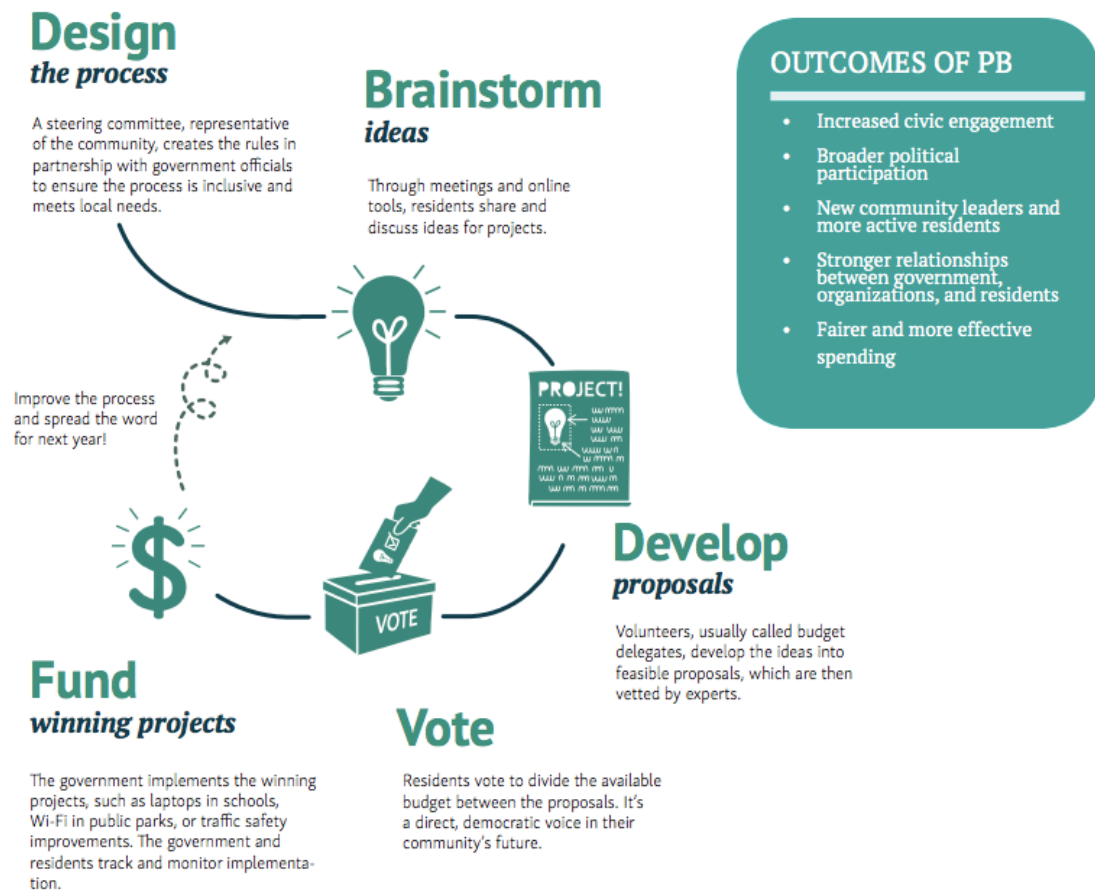 Design
the process
A steering committee, representative
of the community, creates the rules in
partnership with government officials
to ensure the process is inclusive and
meets local needs.
Brainstorm
ideas
Through meetings and online
tools, residents share and
discuss ideas for projects.
PROJECT!
Develop
proposals
Volunteers, usually called budget
delegates, develop the ideas into
feasible proposals, which are then
vetted by experts.
VOTE
Vote
Residents vote to divide the available
budget between the proposals. It's
a direct, democratic voice in their
community's future.
Fund
winning projects
The government implements the winning
projects, such as laptops in schools,
Wi-Fi in public parks, or traffic safety
improvements. The government and
residents track and monitor implementa-
tion.
Improve the process
and spread the word
for next year!
OUTCOMES OF PB
• Increased civic engagement
• Broader political
participation
• New community leaders and
more active residents
• Stronger relationships
between government,
organizations, and residents
• Fairer and more effective
spending